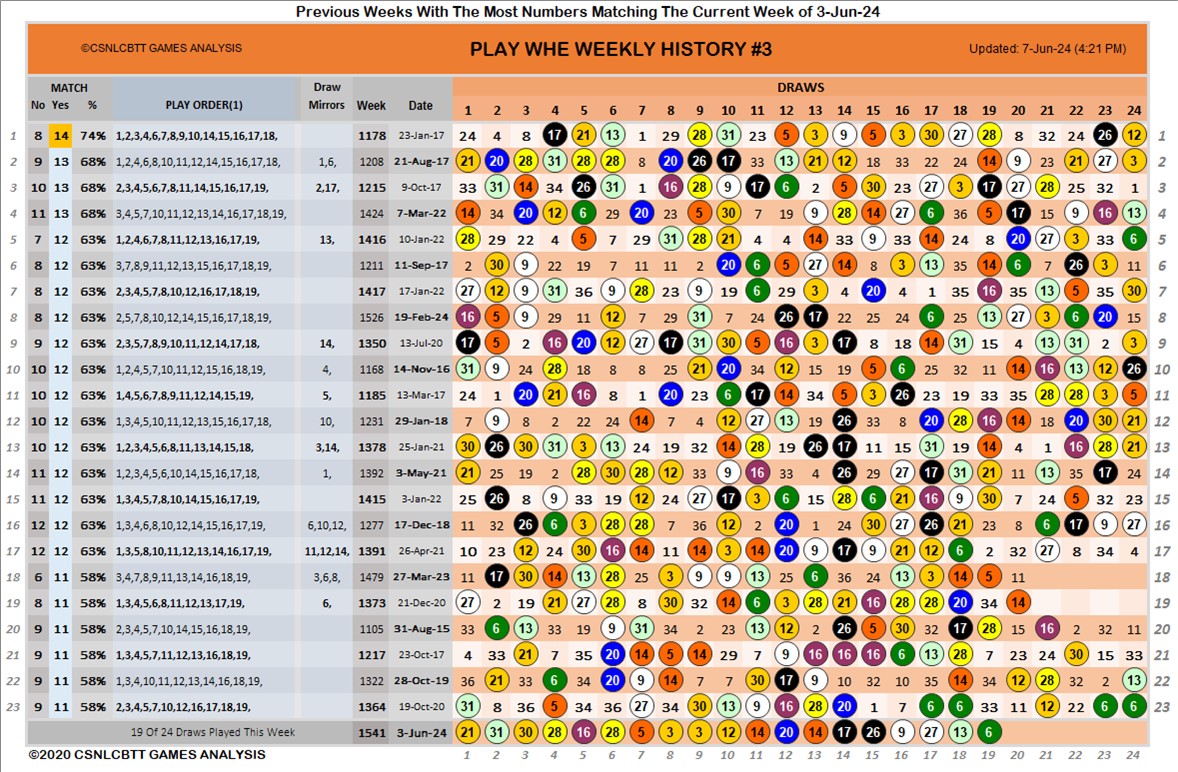 Previous Weeks With The Most Numbers Matching The Current Week of 3-Jun-24
©CSNLCBTT GAMES ANALYSIS PLAY WHE WEEKLY HISTORY #3 Updated: 7-Jun-24 (4:21 PM)
MATCH Draw DRAWS
No Yes % PLAY ORDER(1) Mirrors Week Date 1 2 3 4 5 6 7 8 9 10 11 12 13 14 15 16 17 18 19 20 21 22 23 24
1 8 14 74% 1,2,3,4,6,7,8,9,10,14,15,16,17,18, 1178 23-Jan-17 24 4 8 17 21 13 1 29 28 31 23 5 3 9 5 3 30 27 28 8 32 24 26 12 1
2 9 13 68% 1,2,4,6,8,10,11,12,14,15,16,17,18, 1,6, 1208 21-Aug-17 21 20 28 31 28 28 8 20 26 17 33 13 21 12 18 33 22 24 14 9 23 21 27 3 2
3 10 13 68% 2,3,4,5,6,7,8,11,14,15,16,17,19, 2,17, 1215 9-Oct-17 33 31 14 34 26 31 1 16 28 9 17 6 2 5 30 23 27 3 17 27 28 25 32 1 3
4 11 13 68% 3,4,5,7,10,11,12,13,14,16,17,18,19, 1424 7-Mar-22 14 34 20 12 6 29 20 23 5 30 7 19 9 28 14 27 6 36 5 17 15 9 16 13 4
5 7 12 63% 1,2,4,6,7,8,11,12,13,16,17,19, 13, 1416 10-Jan-22 28 29 22 4 5 7 29 31 28 21 4 4 14 33 9 33 14 24 8 20 27 3 33 6 5
6 8 12 63% 3,7,8,9,11,12,13,15,16,17,18,19, 1211 11-Sep-17 2 30 9 22 19 7 11 11 2 20 6 5 27 14 8 3 13 35 14 6 7 26 3 11 6
7 8 12 63% 1,3,4,5,7,8,10,12,16,17,18,19, 1417 17-Jan-22 27 12 9 31 36 9 28 23 9 19 6 29 3 4 20 4 1 35 16 35 13 5 35 30 7
8 8 12 63% 2,5,7,8,10,12,13,14,15,16,17,19, 1526 19-Feb-24 16 5 9 29 11 12 7 29 31 7 12 26 17 22 25 24 6 25 13 27 3 6 20 15 8
9 9 12 63% 2,3,5,7,8,9,10,11,12,14,17,18, 14, 1350 13-Jul-20 17 5 2 16 20 12 27 17 31 30 5 16 3 17 8 18 14 31 15 4 13 31 2 3 9
10 10 12 63% 1,2,4,5,7,10,11,12,15,16,18,19, 4, 1168 14-Nov-16 31 9 24 28 18 8 8 25 21 20 34 12 15 19 5 6 25 32 11 14 16 13 12 26 10
11 10 12 63% 1,4,5,6,7,8,9,11,12,14,15,19, 5, 1185 13-Mar-17 24 1 20 21 16 8 1 20 23 6 17 14 34 5 3 26 23 19 33 35 28 28 3 5 11
12 10 12 63% 1,3,4,5,10,11,12,14,15,16,18,19, 10, 1231 29-Jan-18 7 9 8 2 22 24 14 7 4 12 27 13 19 26 33 8 20 28 16 14 18 20 30 21 12
13 10 12 63% 1,2,3,4,5,6,8,11,13,14,15,18, 3,14, 1378 25-Jan-21 30 26 30 31 3 13 24 19 32 14 28 19 26 17 11 15 31 19 14 4 1 16 28 21 13
14 11 12 63% 1,2,3,4,5,6,10,14,15,16,17,18, 1 1392 3-May-21 21 25 19 2 28 30 28 12 33 9 16 33 4 26 29 27 17 31 21 11 13 35 17 24 14
15 11 12 63% 1,3,4,5,7,8,10,14,15,16,17,19, 1415 3-Jan-22 25 26 8 9 33 19 12 24 27 17 3 6 15 28 6 21 16 9 30 7 24 5 32 23 15
16 12 12 63% 1,3,4,6,8,10,12,14,15,18,17,19, 6,10,12, 1277 17-Dec-18 11 32 26 6 3 28 28 7 36 12 2 20 1 24 30 27 26 21 23 8 6 17 9 27 16
17 12 12 63% 1,3,5,8,10,11,12,13,14,16,17,19, 11,12,14, 1391 26-Apr-21 10 23 12 24 30 16 14 11 14 3 14 20 9 17 9 21 12 6 2 32 27 8 34 4 17
18 6 11 58% 3,4,7,8,9,11,13,14,16,18,19, 3,6,8, 1479 27-Mar-23 11 17 30 14 13 28 25 3 9 9 13 25 6 36 24 13 3 14 5 11 18
19 8 11 58% 1,3,4,5,6,8,11,12,13,17,19, 6, 1373 21-Dec-20 27 2 19 21 27 28 8 30 32 14 6 3 28 21 16 28 28 20 34 14 19
20 9 11 58% 2,3,4,7,10,14,15,16,18,19, 1105 31-Aug-15 33 6 13 33 19 9 31 34 2 23 13 12 2 26 5 30 32 17 28 15 16 2 32 11 20
21 9 11 58% 1,3,4,5,7,11,12,13,16,18,19, 1217 23-Oct-17 4 33 21 7 35 20 14 5 14 29 7 9 16 16 16 6 13 28 7 23 24 30 15 33 21
22 9 11 58% 1,3,4,10,11,13,14,16,18,19, 1322 28-Oct-19 36 21 33 6 34 20 9 14 7 7 30 17 9 10 32 10 35 14 34 12 28 32 2 13 22
23 9 11 58% 1,4,5,7,10,12,16,17,18,19, 1364 19-Oct-20 31 8 36 5 34 36 27 34 30 13 9 16 28 20 1 7 6 6 33 11 12 22 6 6 23
19 Of 24 Draws Played This Week 1541 3-Jun-24 21 31 30 28 16 28 5 3 3 12 14 20 14 17 26 9 27 13 6
©2020 CSNLCBTT GAMES ANALYSIS 1 2 3 4 5 6 7 8 9 10 11 12 13 14 15 16 17 18 19 20 21 22 23 24